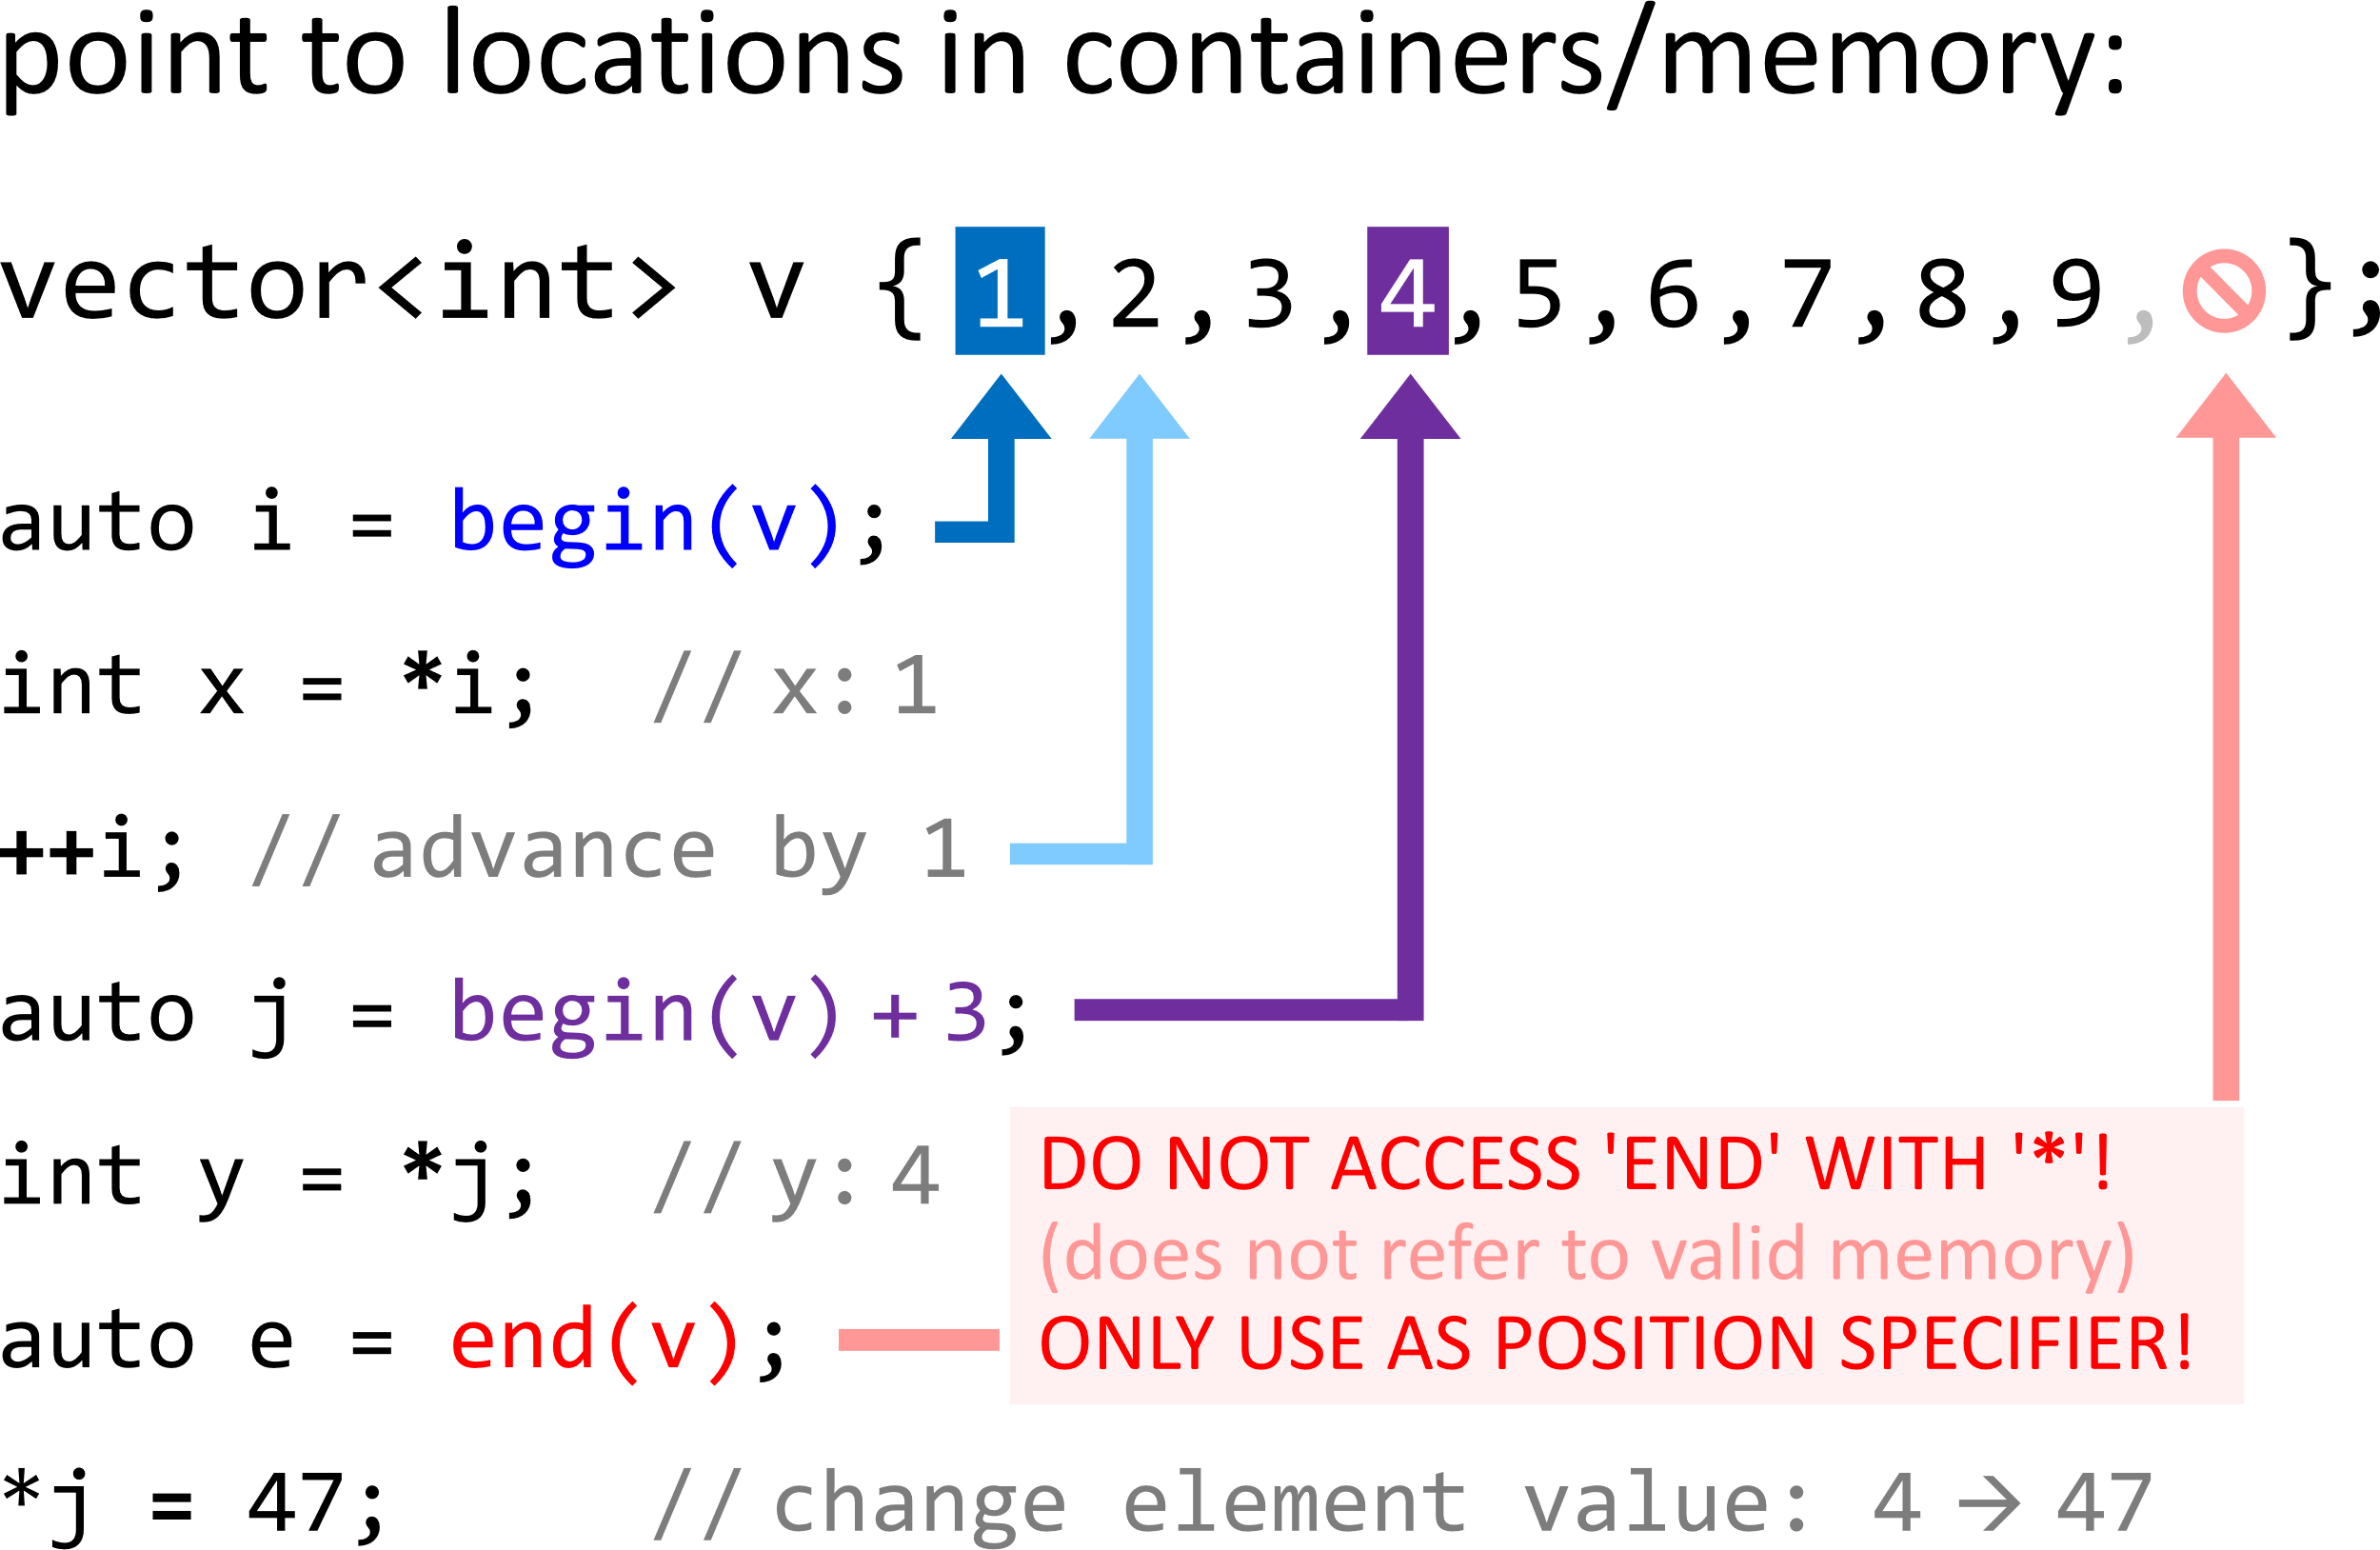 point to locations in containers/memory:
vector<int> v { 1,2,3,4,5,6,7,8,9, };
auto i = begin(v);
int x = *i; // x: 1
++i; // advance by 1
auto j = begin(v) + 3;
int y = *j; // y: 4
DO NOT ACCESS 'END' WITH '*'!
(does not refer to valid memory)
auto e = end(v);
ONLY USE AS POSITION SPECIFIER!
*j = 47; // change element value: 4 → 47